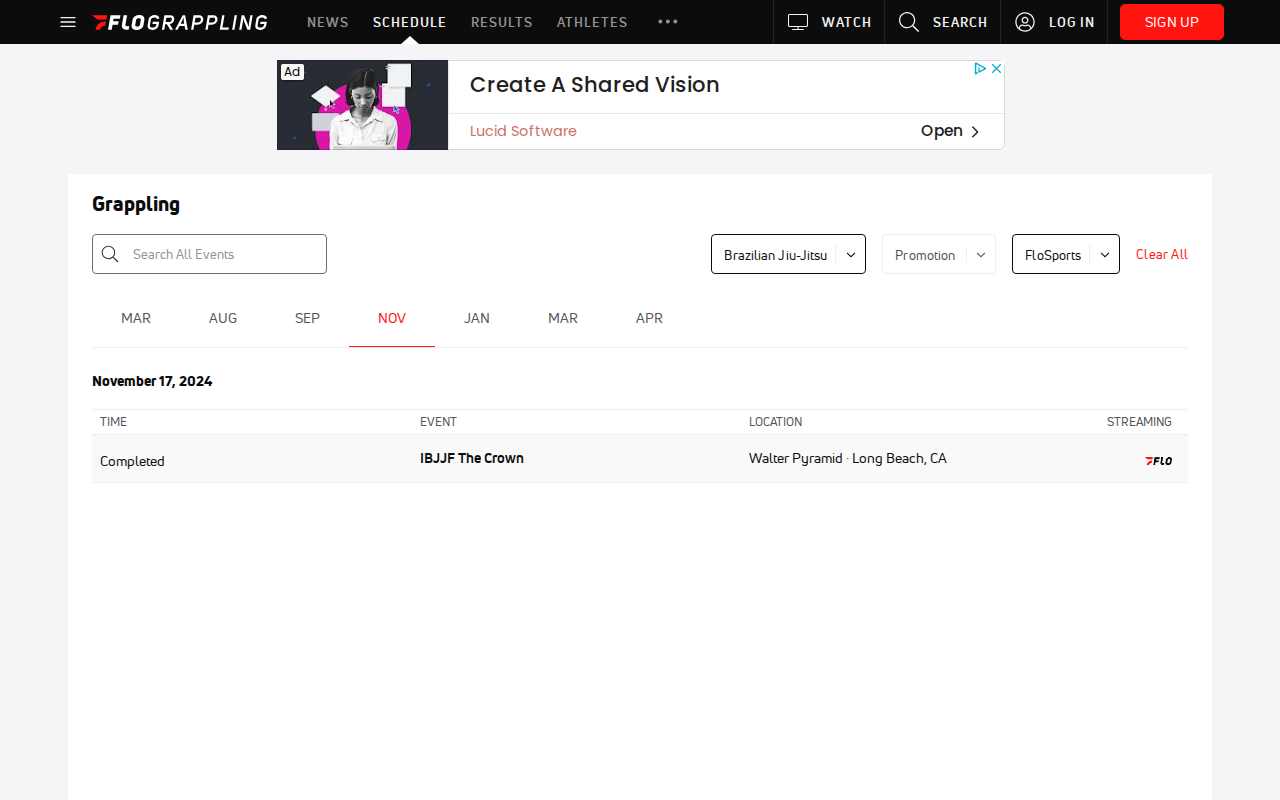 FLOGRAPPLING NEWS SCHEDULE RESULTS ATHLETES ••• WATCH SEARCH LOG IN SIGN UP
Ad
Create A Shared Vision
Lucid Software
Open
Grappling
Search All Events
Brazilian Jiu-Jitsu
Promotion
FloSports
Clear All
MAR AUG SEP NOV JAN MAR APR
November 17, 2024
TIME EVENT LOCATION STREAMING
Completed IBJJF The Crown Walter Pyramid · Long Beach, CA FLO